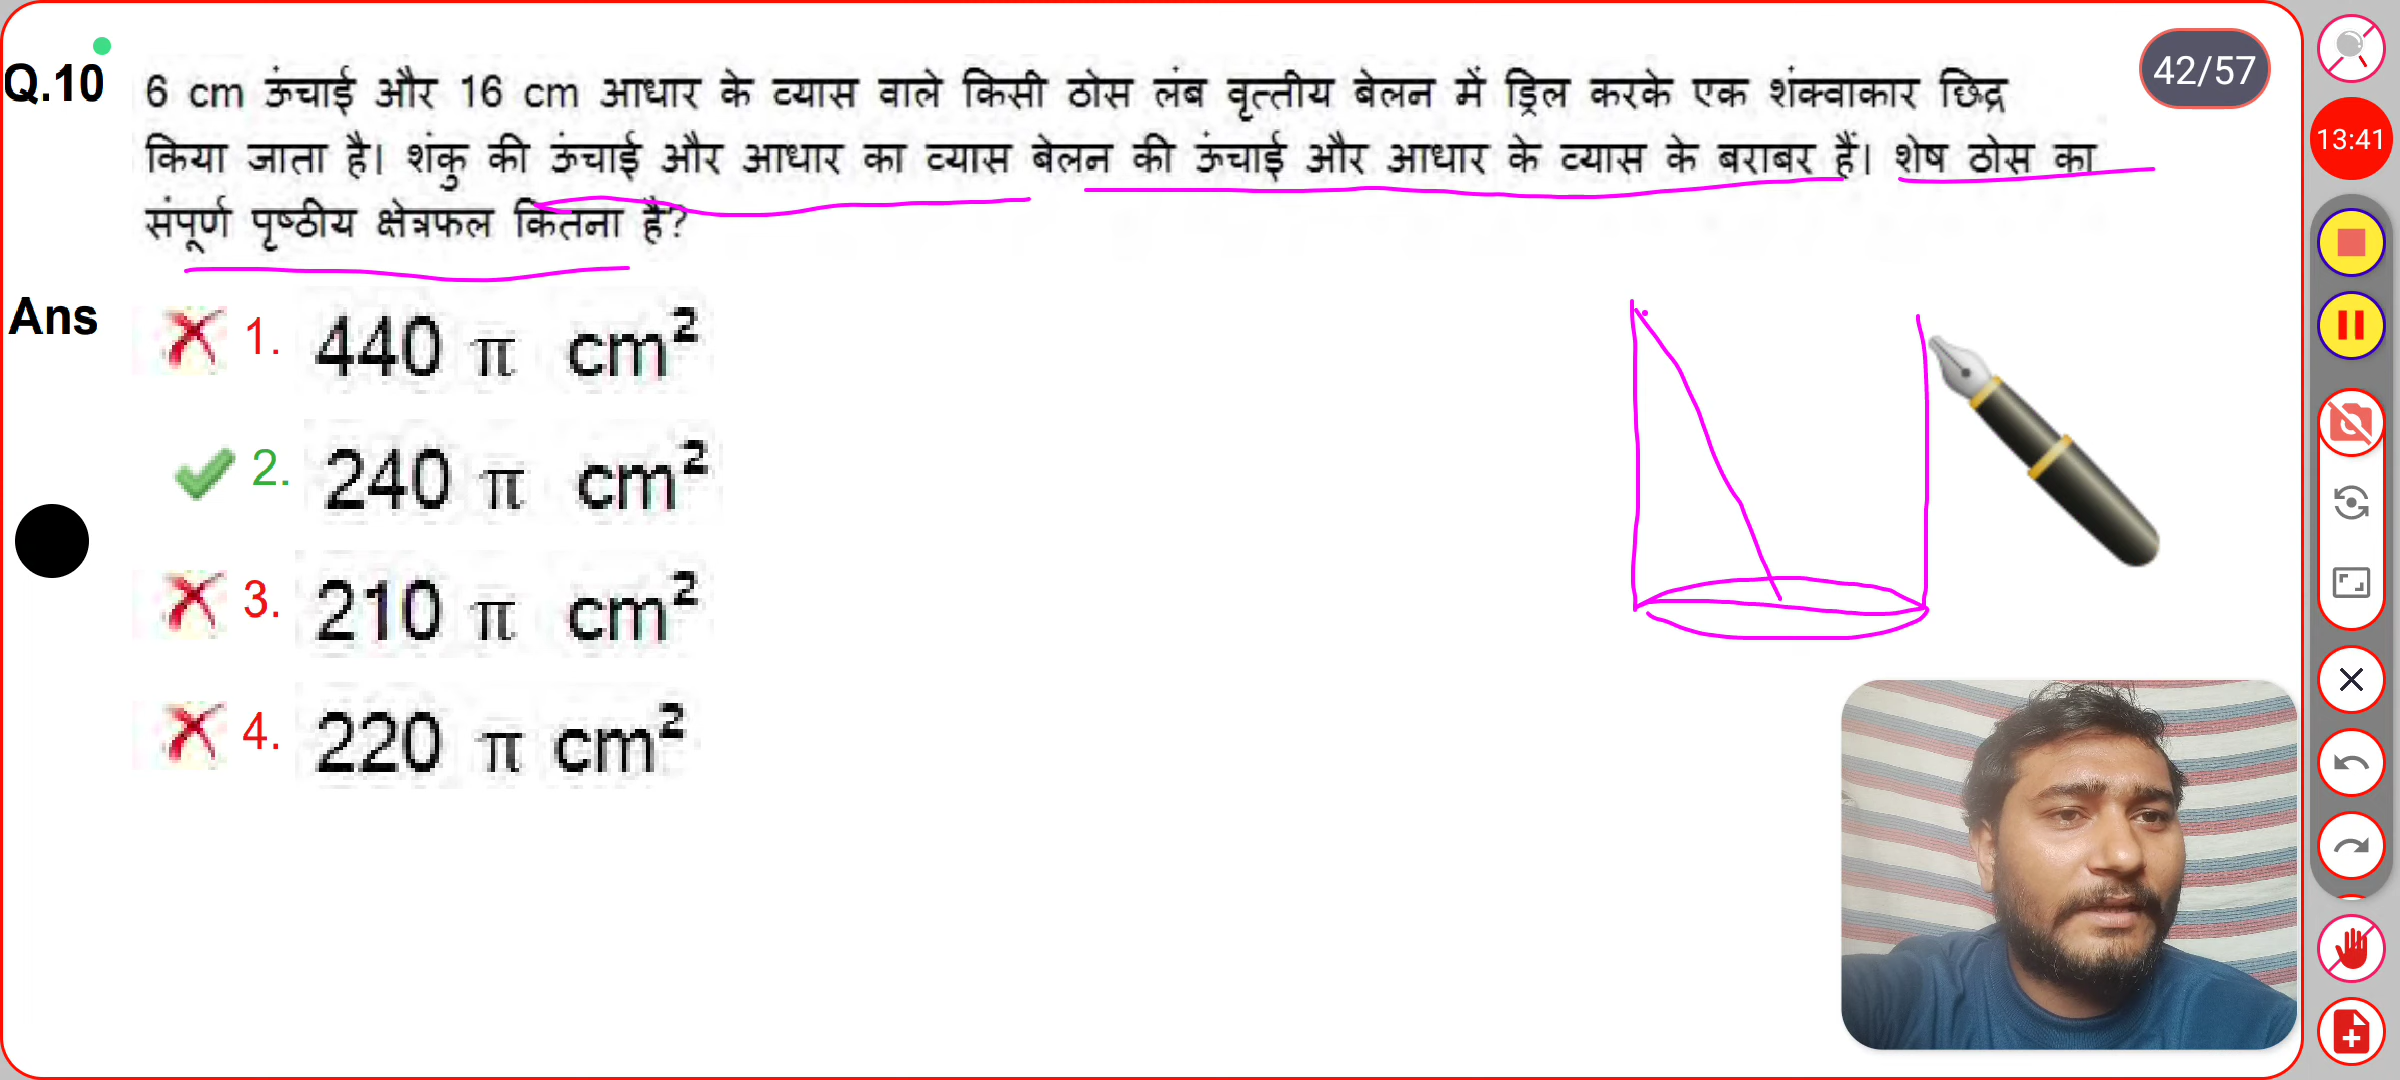 Q.10
6 cm ऊंचाई और 16 cm आधार के व्यास वाले किसी ठोस लंब वृत्तीय बेलन में ड्रिल करके एक शंक्वाकार छिद्र
किया जाता है। शंकु की ऊंचाई और आधार का व्यास बेलन की ऊंचाई और आधार के व्यास के बराबर हैं। शेष ठोस का
संपूर्ण पृष्ठीय क्षेत्रफल कितना है?
42/57
13:41
Ans
1. 440 π cm²
2. 240 π cm²
3. 210 π cm²
4. 220 π cm²